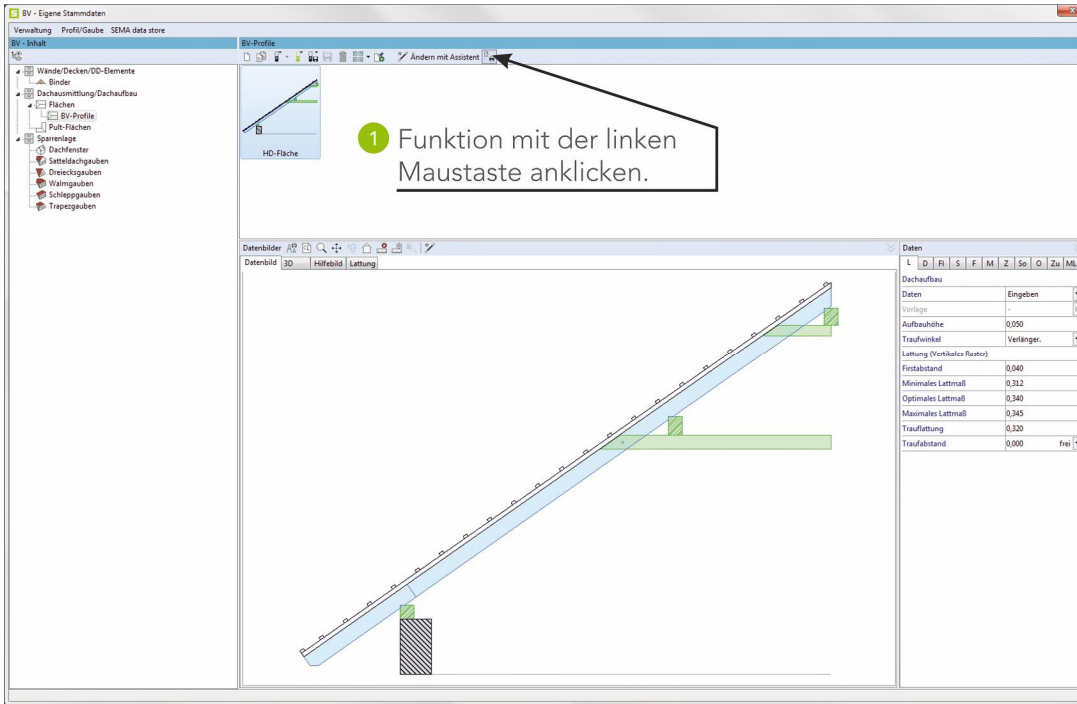 BV - Eigene Stammdaten
Verwaltung Profil/Gaube SEMA data store
BV - Inhalt
Wände/Decken/DD-Elemente
Binder
Dachausmittlung/Dachaufbau
Flächen
BV-Profile
Pult-Flächen
Sparrenlage
Dachfenster
Satteldachgauben
Dreiecksgauben
Walmgauben
Schleppgauben
Trapezgauben
BV-Profile
Ändern mit Assistent
HD-Fläche
1 Funktion mit der linken
Maustaste anklicken.
Datenbilder
Datenbild 3D Hilfebild Lattung
Daten
L D Fl S F M Z So O Zu ML
Dachaufbau
Daten Eingeben
Vorlage -
Aufbauhöhe 0,050
Traufwinkel Verlänger.
Lattung (Vertikales Raster)
Firstabstand 0,040
Minimales Lattmaß 0,312
Optimales Lattmaß 0,340
Maximales Lattmaß 0,345
Trauflattung 0,320
Traufabstand 0,000 frei